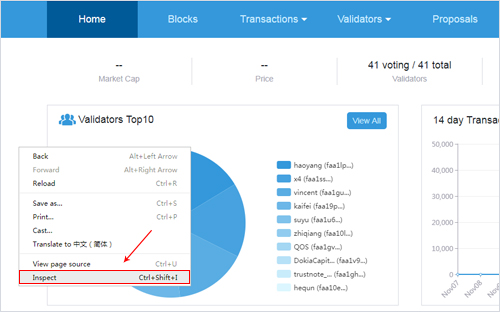 Home Blocks Transactions Validators Proposals
-- -- 41 voting / 41 total
Market Cap Price Validators
Validators Top10 View All 14 day Transac
Back Alt+Left Arrow
Forward Alt+Right Arrow
Reload Ctrl+R
Save as... Ctrl+S
Print... Ctrl+P
Cast...
Translate to 中文（简体）
View page source Ctrl+U
Inspect Ctrl+Shift+I
haoyang (faa1lp...)
x4 (faa1ss...)
vincent (faa1gu...)
kaifei (faa19p...)
suyu (faa1u6...)
zhiqiang (faa10l...)
QOS (faa1gv...)
DokiaCapit... (faa1v9...)
trustnote_... (faa1gh...)
hequn (faa10e...)
50,000
40,000
30,000
20,000
10,000
0
Nov07 Nov08